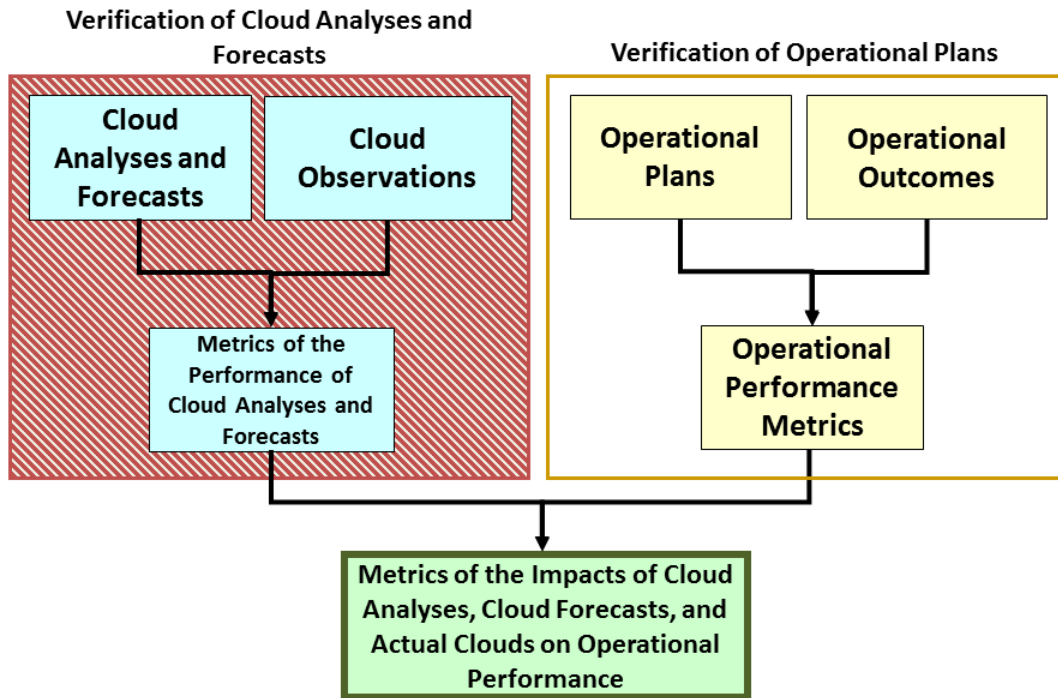 Verification of Cloud Analyses and
Forecasts
Verification of Operational Plans
Cloud
Analyses and
Forecasts
Cloud
Observations
Operational
Plans
Operational
Outcomes
Metrics of the
Performance of
Cloud Analyses and
Forecasts
Operational
Performance
Metrics
Metrics of the Impacts of Cloud
Analyses, Cloud Forecasts, and
Actual Clouds on Operational
Performance